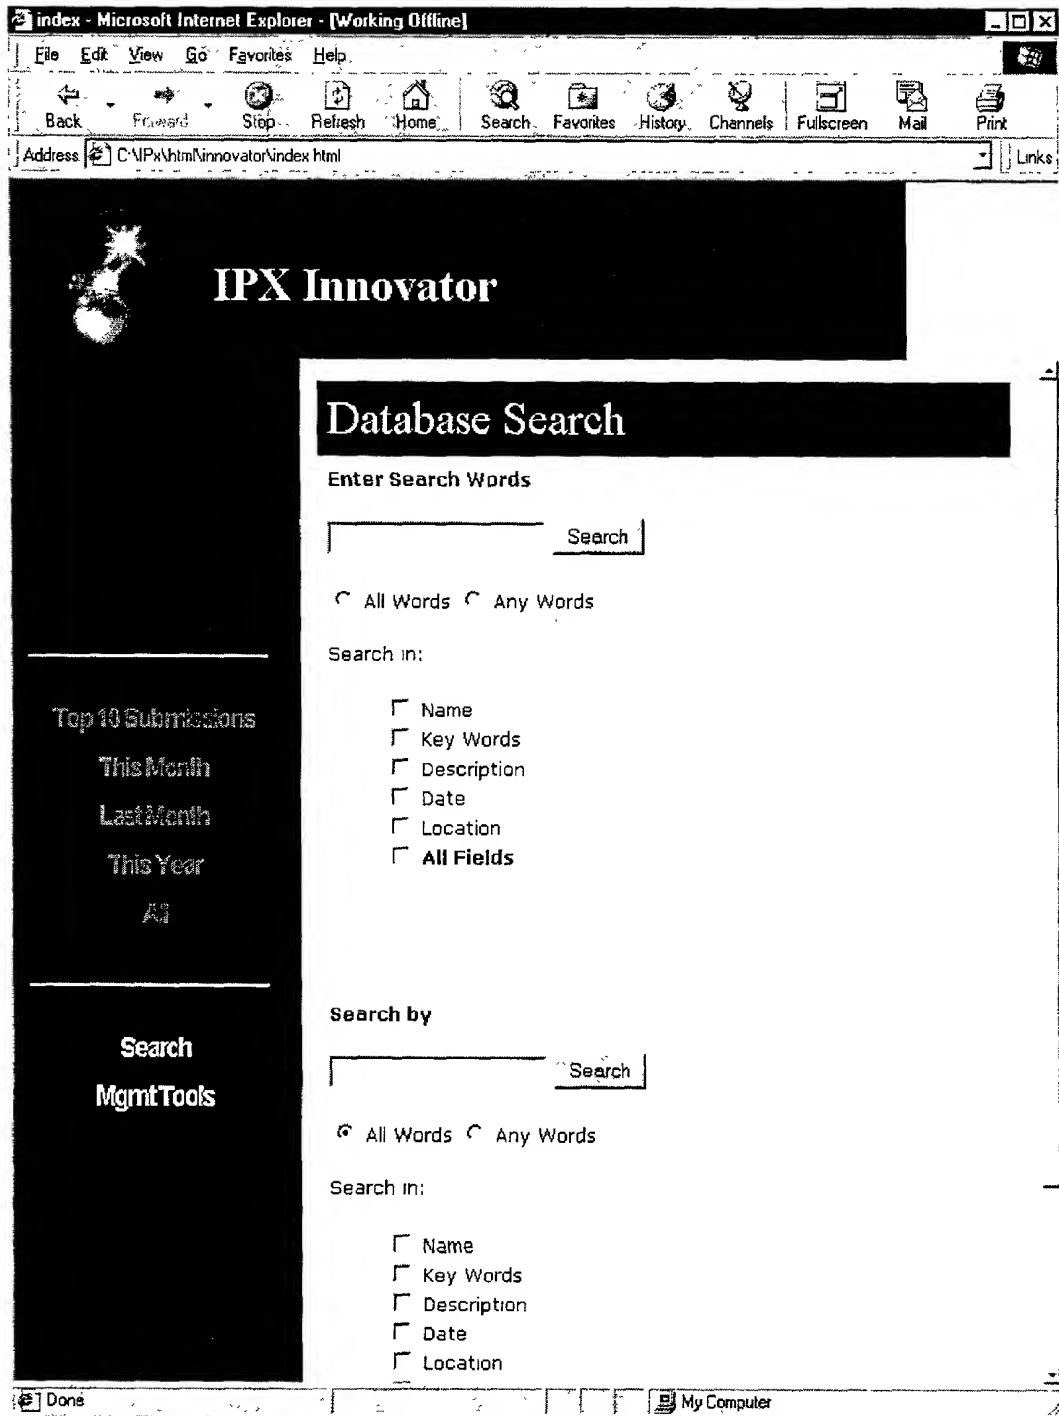 index - Microsoft Internet Explorer - [Working Offline]
File Edit View Go Favorites Help
Back Forward Stop Refresh Home Search Favorites History Channels Fullscreen Mail Print
Address C:\IPx\html\innovator\index html Links
IPX Innovator
Database Search
Enter Search Words
Search
All Words Any Words
Search in:
Name
Key Words
Description
Date
Location
All Fields
Top 10 Submissions
This Month
Last Month
This Year
All
Search
MgmtTools
Search by
Search
All Words Any Words
Search in:
Name
Key Words
Description
Date
Location
Done My Computer